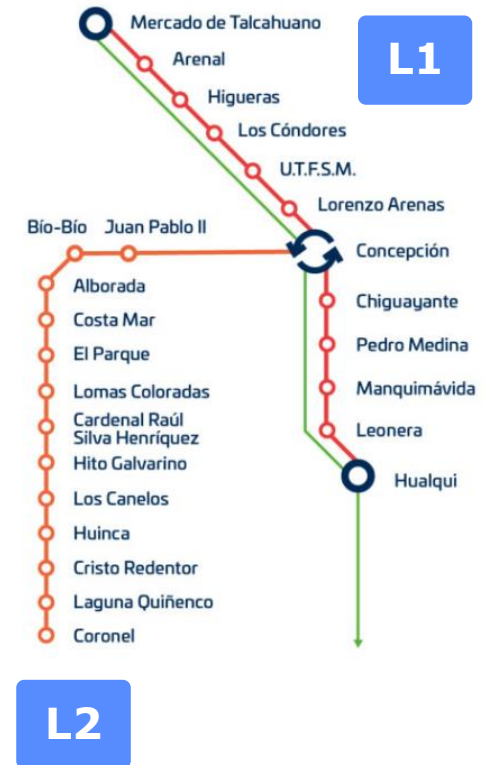 Mercado de Talcahuano
L1
Arenal
Higueras
Los Cóndores
U.T.F.S.M.
Lorenzo Arenas
Bío-Bío
Juan Pablo II
Concepción
Alborada
Chiguayante
Costa Mar
Pedro Medina
El Parque
Manquimávida
Lomas Coloradas
Cardenal Raúl
Silva Henríquez
Leonera
Hito Galvarino
Hualqui
Los Canelos
Huinca
Cristo Redentor
Laguna Quiñenco
Coronel
L2